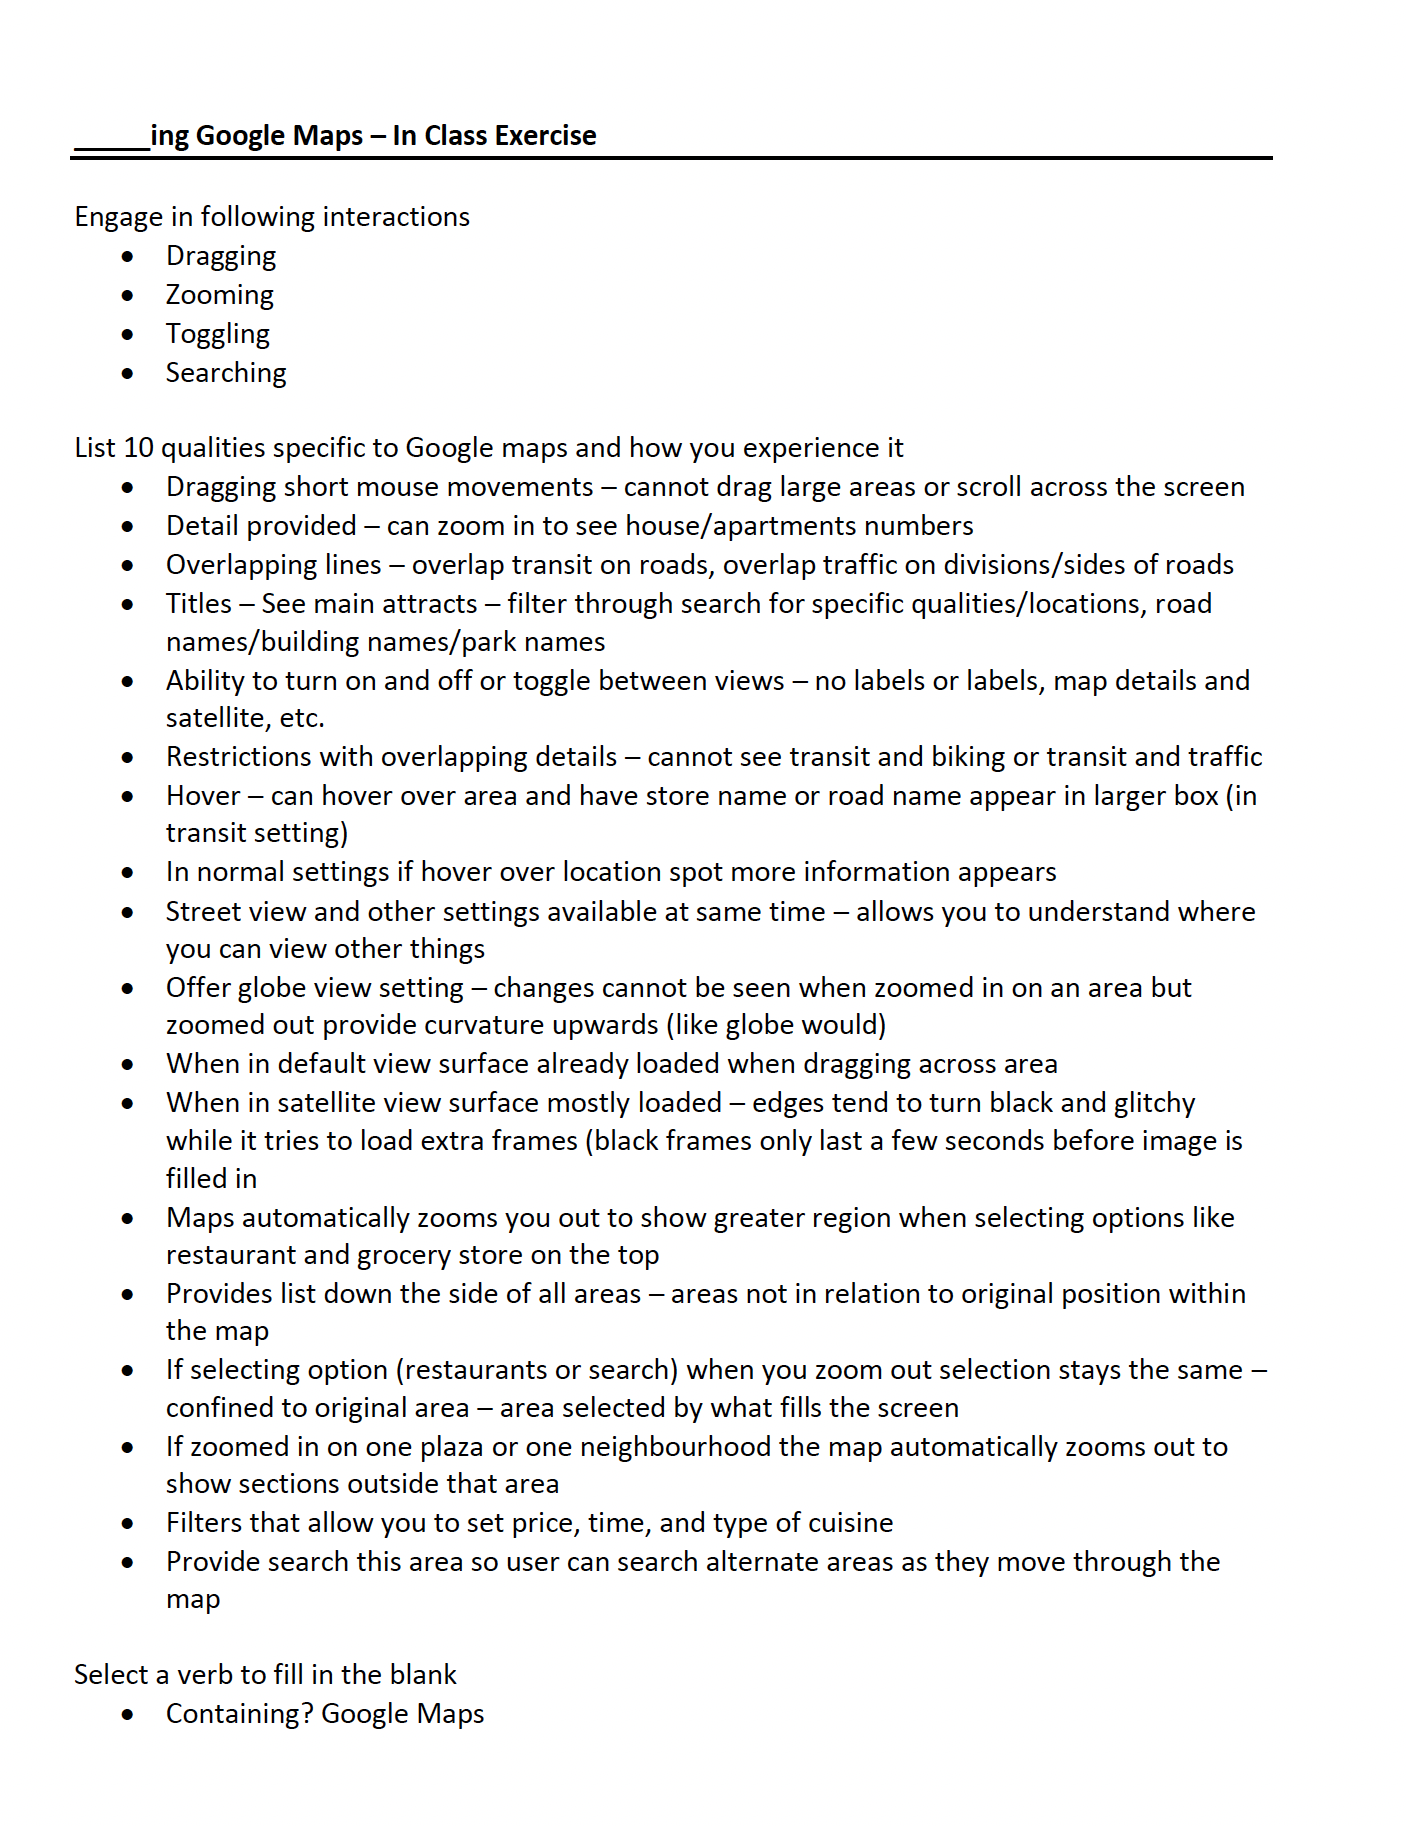 _____ing Google Maps – In Class Exercise
Engage in following interactions
• Dragging
• Zooming
• Toggling
• Searching
List 10 qualities specific to Google maps and how you experience it
• Dragging short mouse movements – cannot drag large areas or scroll across the screen
• Detail provided – can zoom in to see house/apartments numbers
• Overlapping lines – overlap transit on roads, overlap traffic on divisions/sides of roads
• Titles – See main attracts – filter through search for specific qualities/locations, road
names/building names/park names
• Ability to turn on and off or toggle between views – no labels or labels, map details and
satellite, etc.
• Restrictions with overlapping details – cannot see transit and biking or transit and traffic
• Hover – can hover over area and have store name or road name appear in larger box (in
transit setting)
• In normal settings if hover over location spot more information appears
• Street view and other settings available at same time – allows you to understand where
you can view other things
• Offer globe view setting – changes cannot be seen when zoomed in on an area but
zoomed out provide curvature upwards (like globe would)
• When in default view surface already loaded when dragging across area
• When in satellite view surface mostly loaded – edges tend to turn black and glitchy
while it tries to load extra frames (black frames only last a few seconds before image is
filled in
• Maps automatically zooms you out to show greater region when selecting options like
restaurant and grocery store on the top
• Provides list down the side of all areas – areas not in relation to original position within
the map
• If selecting option (restaurants or search) when you zoom out selection stays the same –
confined to original area – area selected by what fills the screen
• If zoomed in on one plaza or one neighbourhood the map automatically zooms out to
show sections outside that area
• Filters that allow you to set price, time, and type of cuisine
• Provide search this area so user can search alternate areas as they move through the
map
Select a verb to fill in the blank
• Containing? Google Maps